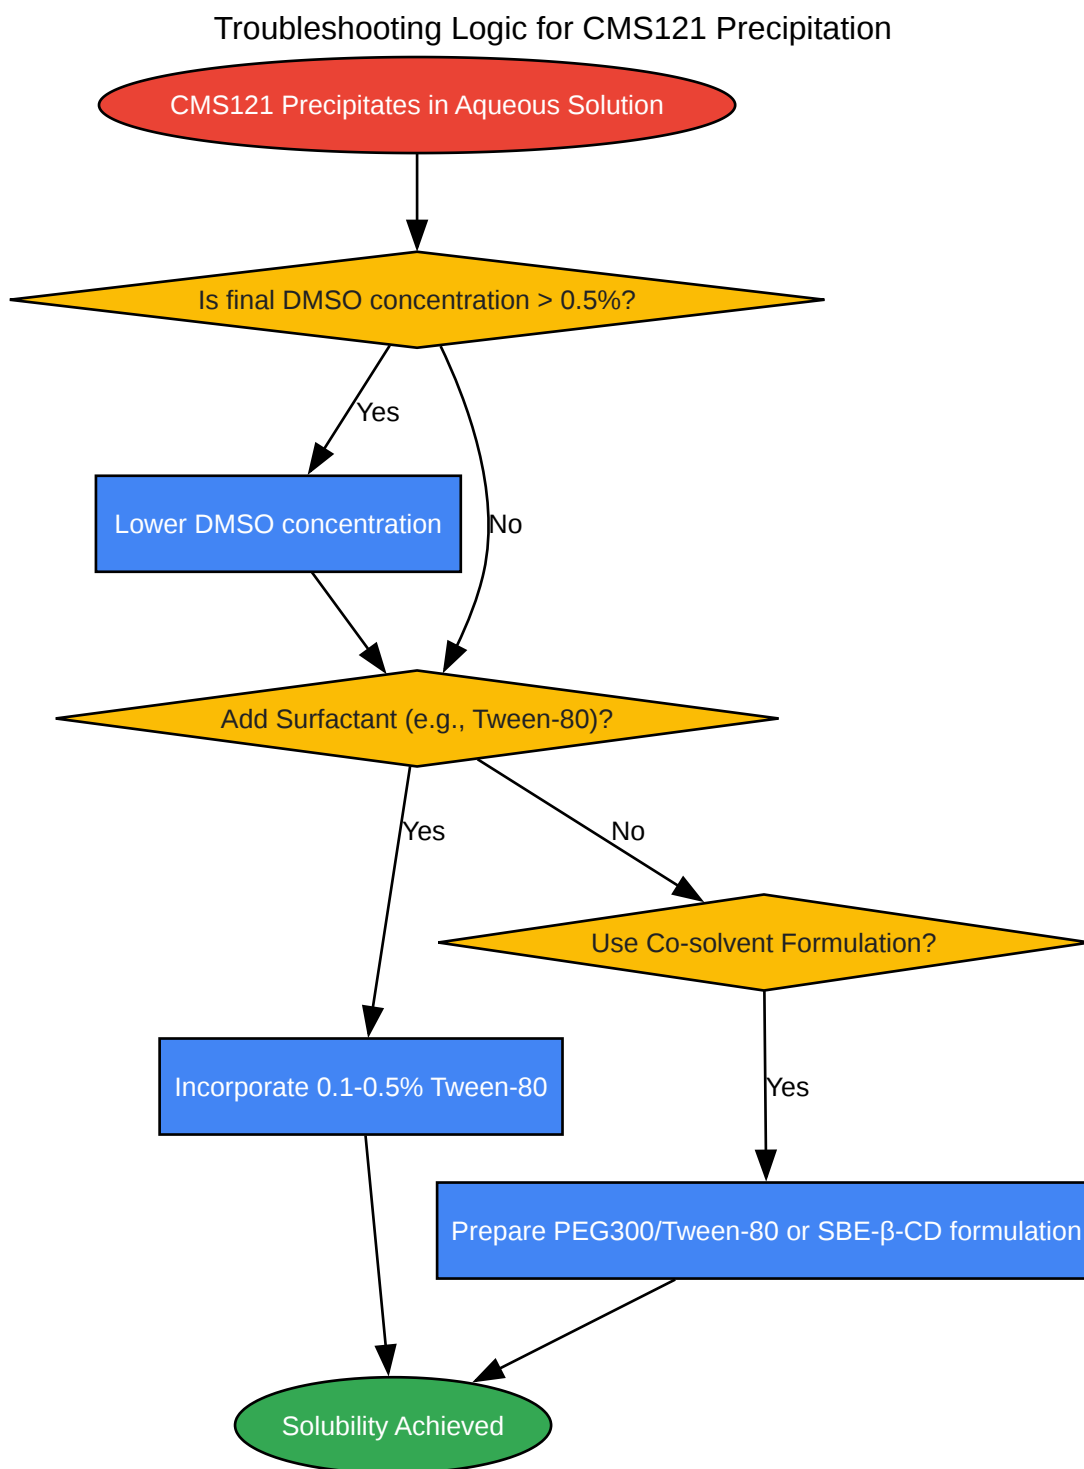 Troubleshooting Logic for CMS121 Precipitation
CMS121 Precipitates in Aqueous Solution
Is final DMSO concentration > 0.5%?
Yes
Lower DMSO concentration
No
Add Surfactant (e.g., Tween-80)?
Yes
No
Use Co-solvent Formulation?
Incorporate 0.1-0.5% Tween-80
Yes
Prepare PEG300/Tween-80 or SBE-β-CD formulation
Solubility Achieved